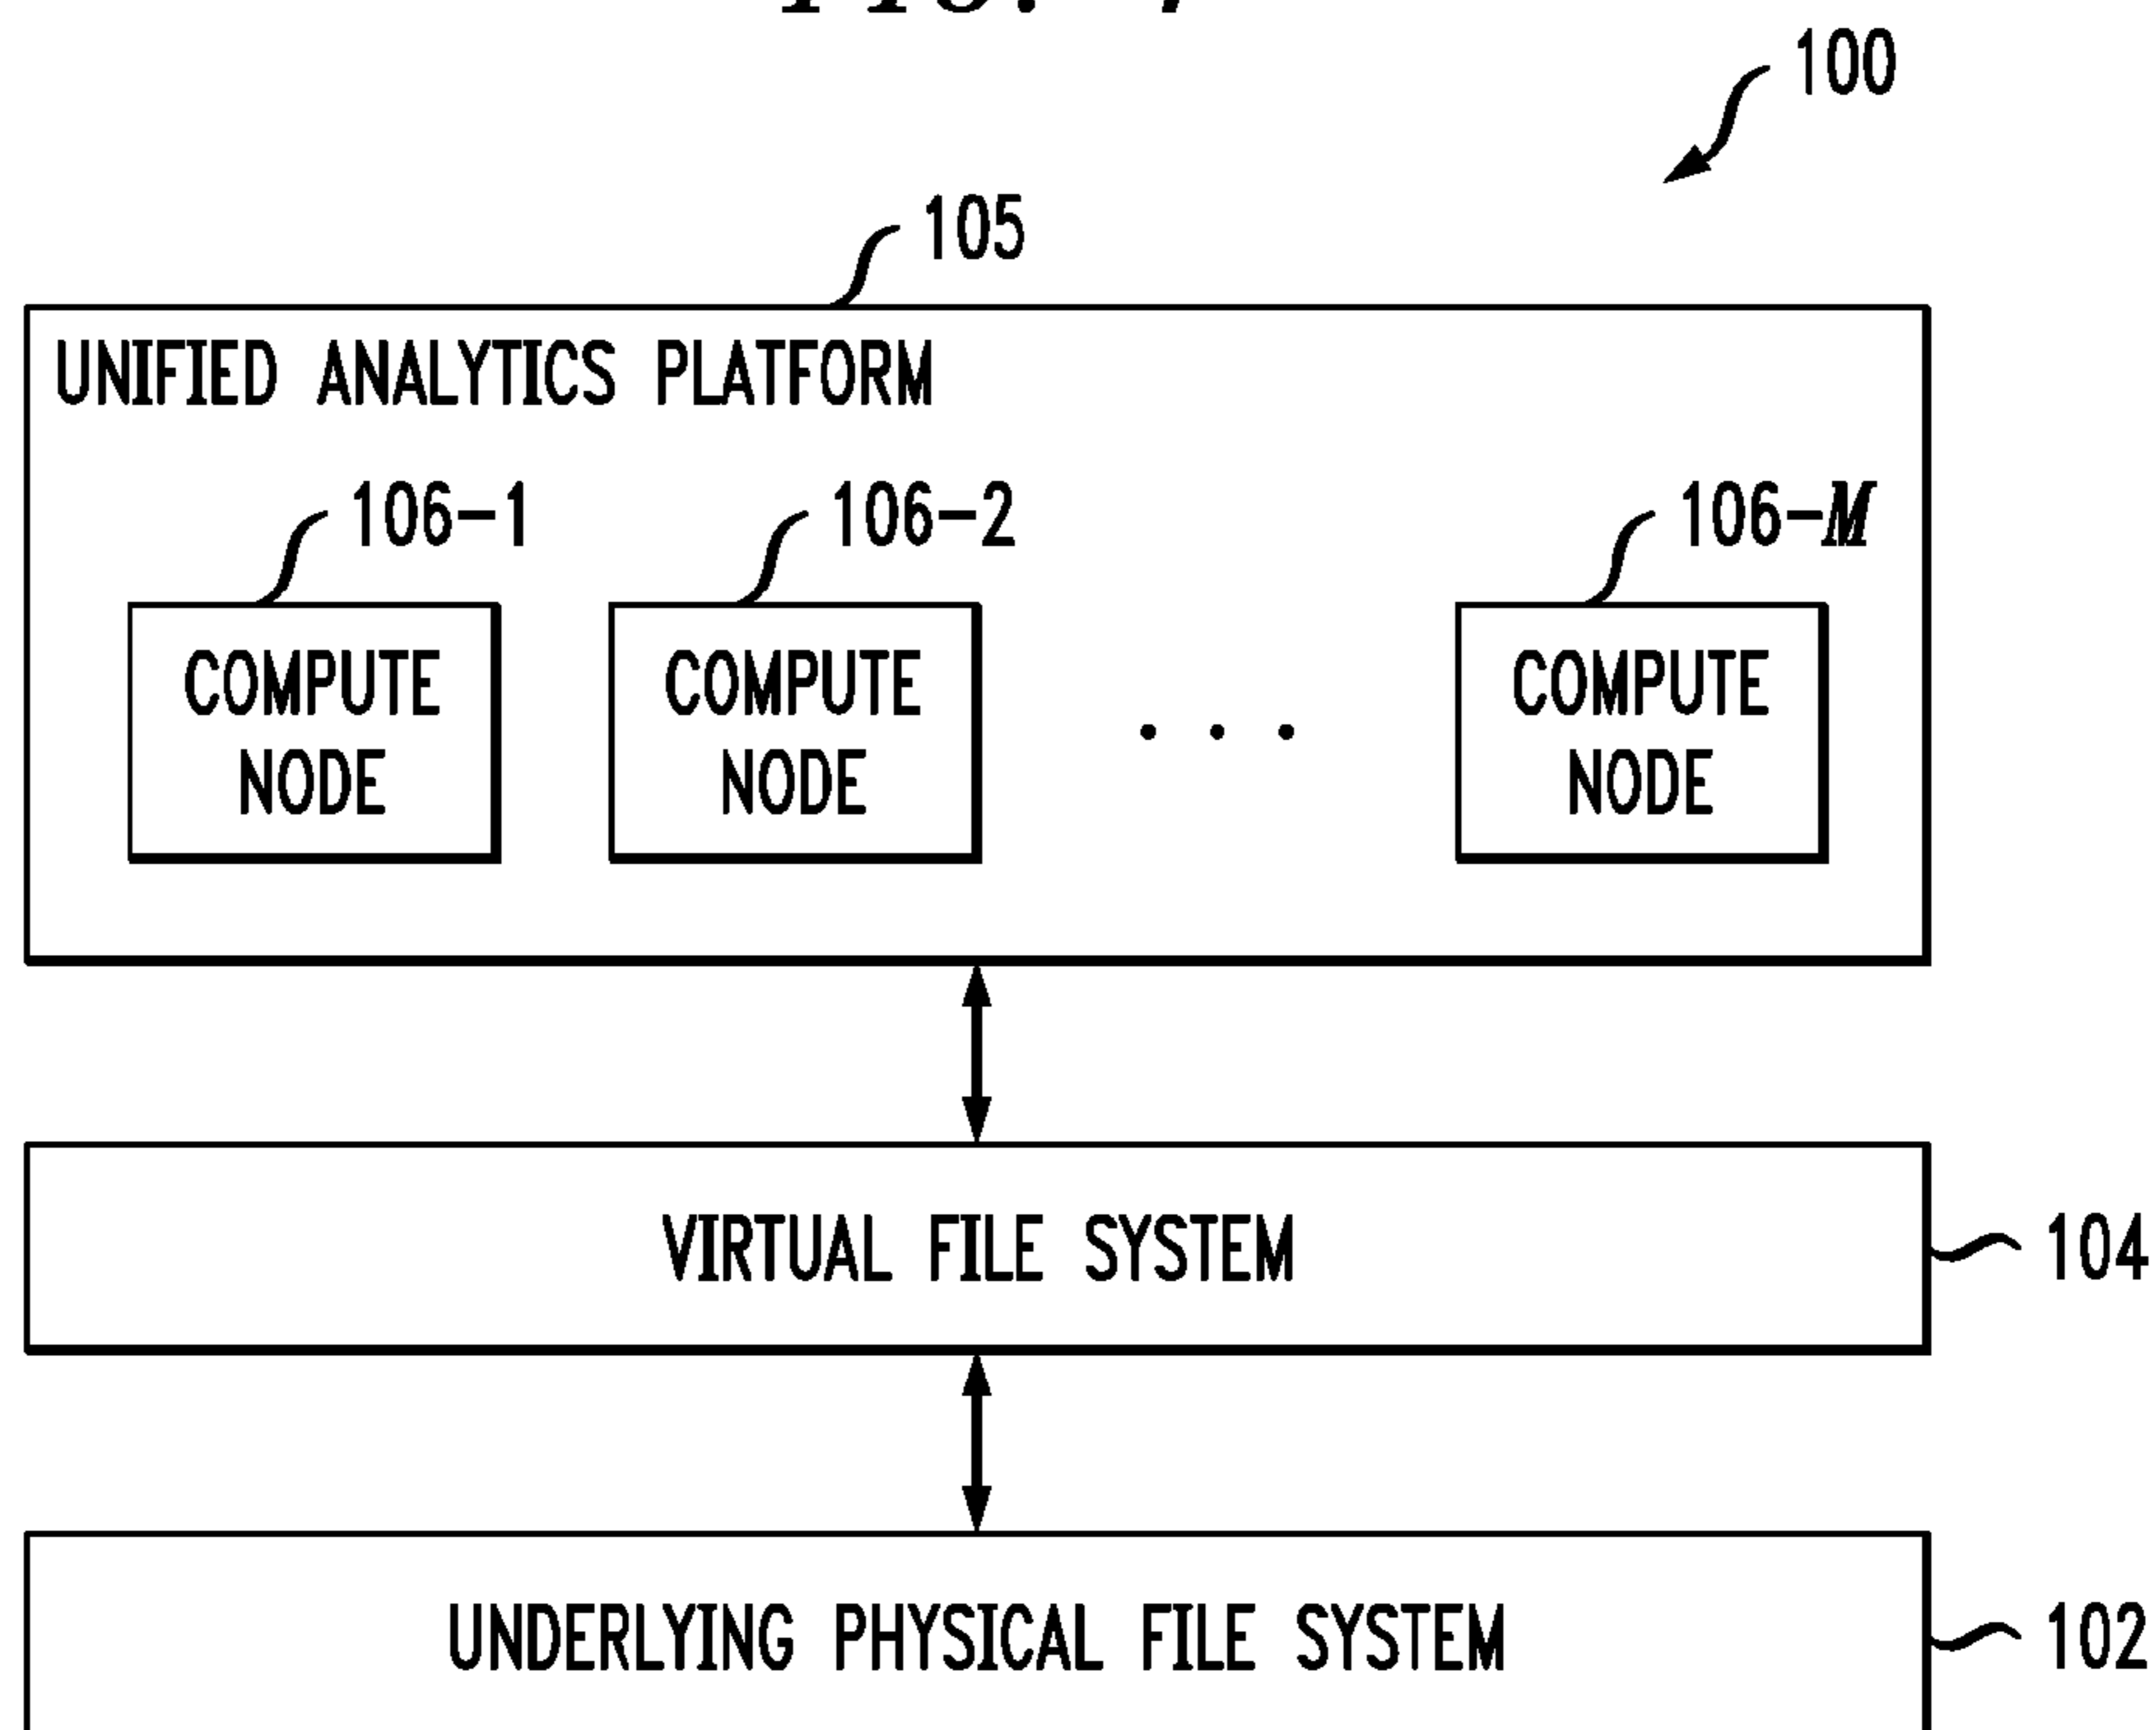 100
105
UNIFIED ANALYTICS PLATFORM
106-1
106-2
106-M
COMPUTE
NODE
COMPUTE
NODE
. . .
COMPUTE
NODE
VIRTUAL FILE SYSTEM
104
UNDERLYING PHYSICAL FILE SYSTEM
102